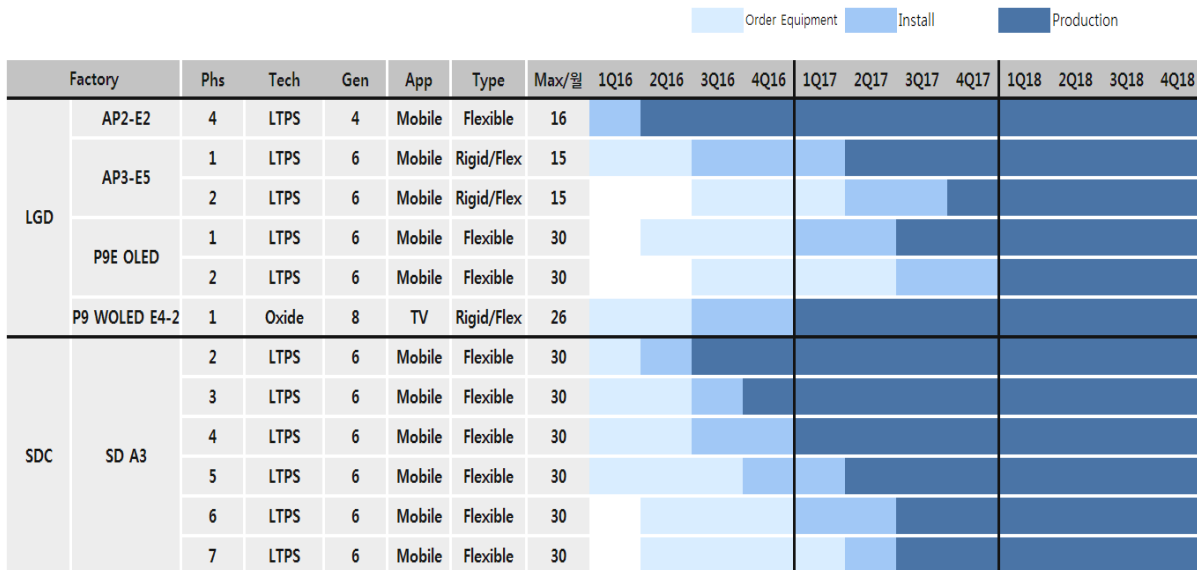 Order Equipment Install Production
Factory Phs Tech Gen App Type Max/월 1Q16 2Q16 3Q16 4Q16 1Q17 2Q17 3Q17 4Q17 1Q18 2Q18 3Q18 4Q18
LGD
AP2-E2 4 LTPS 4 Mobile Flexible 16
AP3-E5
1 LTPS 6 Mobile Rigid/Flex 15
2 LTPS 6 Mobile Rigid/Flex 15
P9E OLED
1 LTPS 6 Mobile Flexible 30
2 LTPS 6 Mobile Flexible 30
P9 WOLED E4-2 1 Oxide 8 TV Rigid/Flex 26
SDC
SD A3
2 LTPS 6 Mobile Flexible 30
3 LTPS 6 Mobile Flexible 30
4 LTPS 6 Mobile Flexible 30
5 LTPS 6 Mobile Flexible 30
6 LTPS 6 Mobile Flexible 30
7 LTPS 6 Mobile Flexible 30